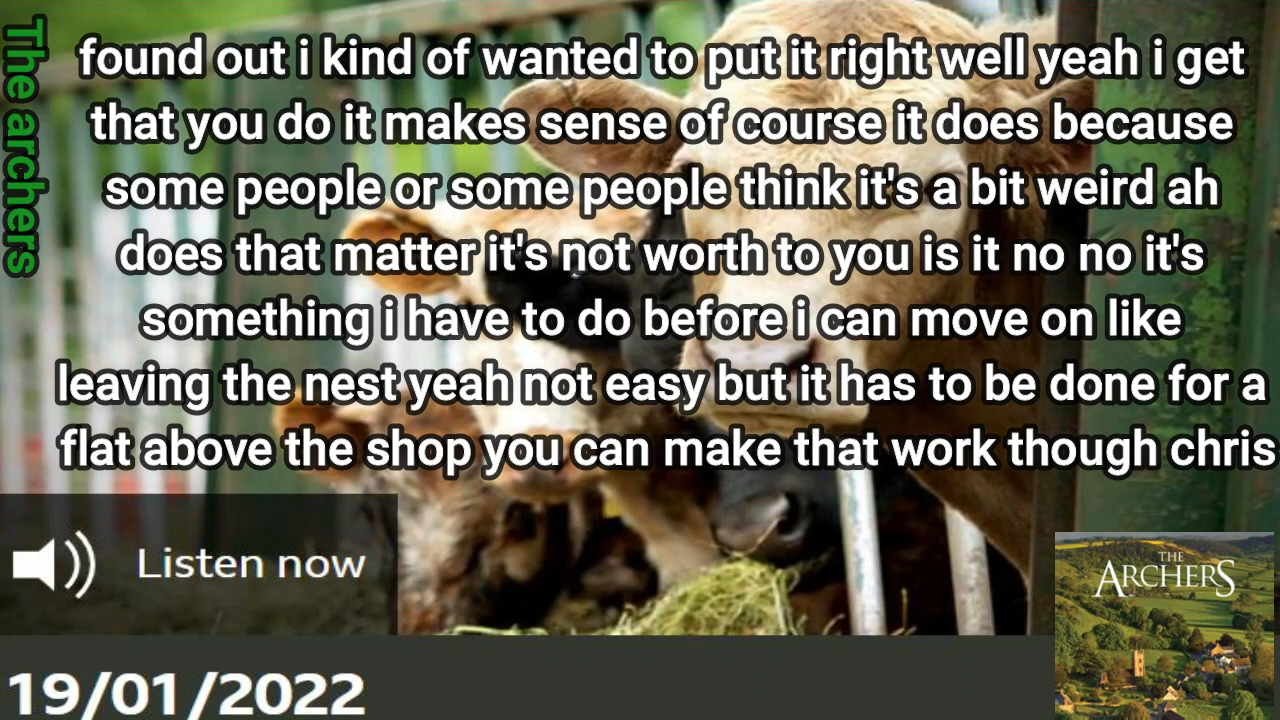 The archers
found out i kind of wanted to put it right well yeah i get
that you do it makes sense of course it does because
some people or some people think it's a bit weird ah
does that matter it's not worth to you is it no no it's
something i have to do before i can move on like
leaving the nest yeah not easy but it has to be done for a
flat above the shop you can make that work though chris
Listen now
THE
ARCHERS
19/01/2022